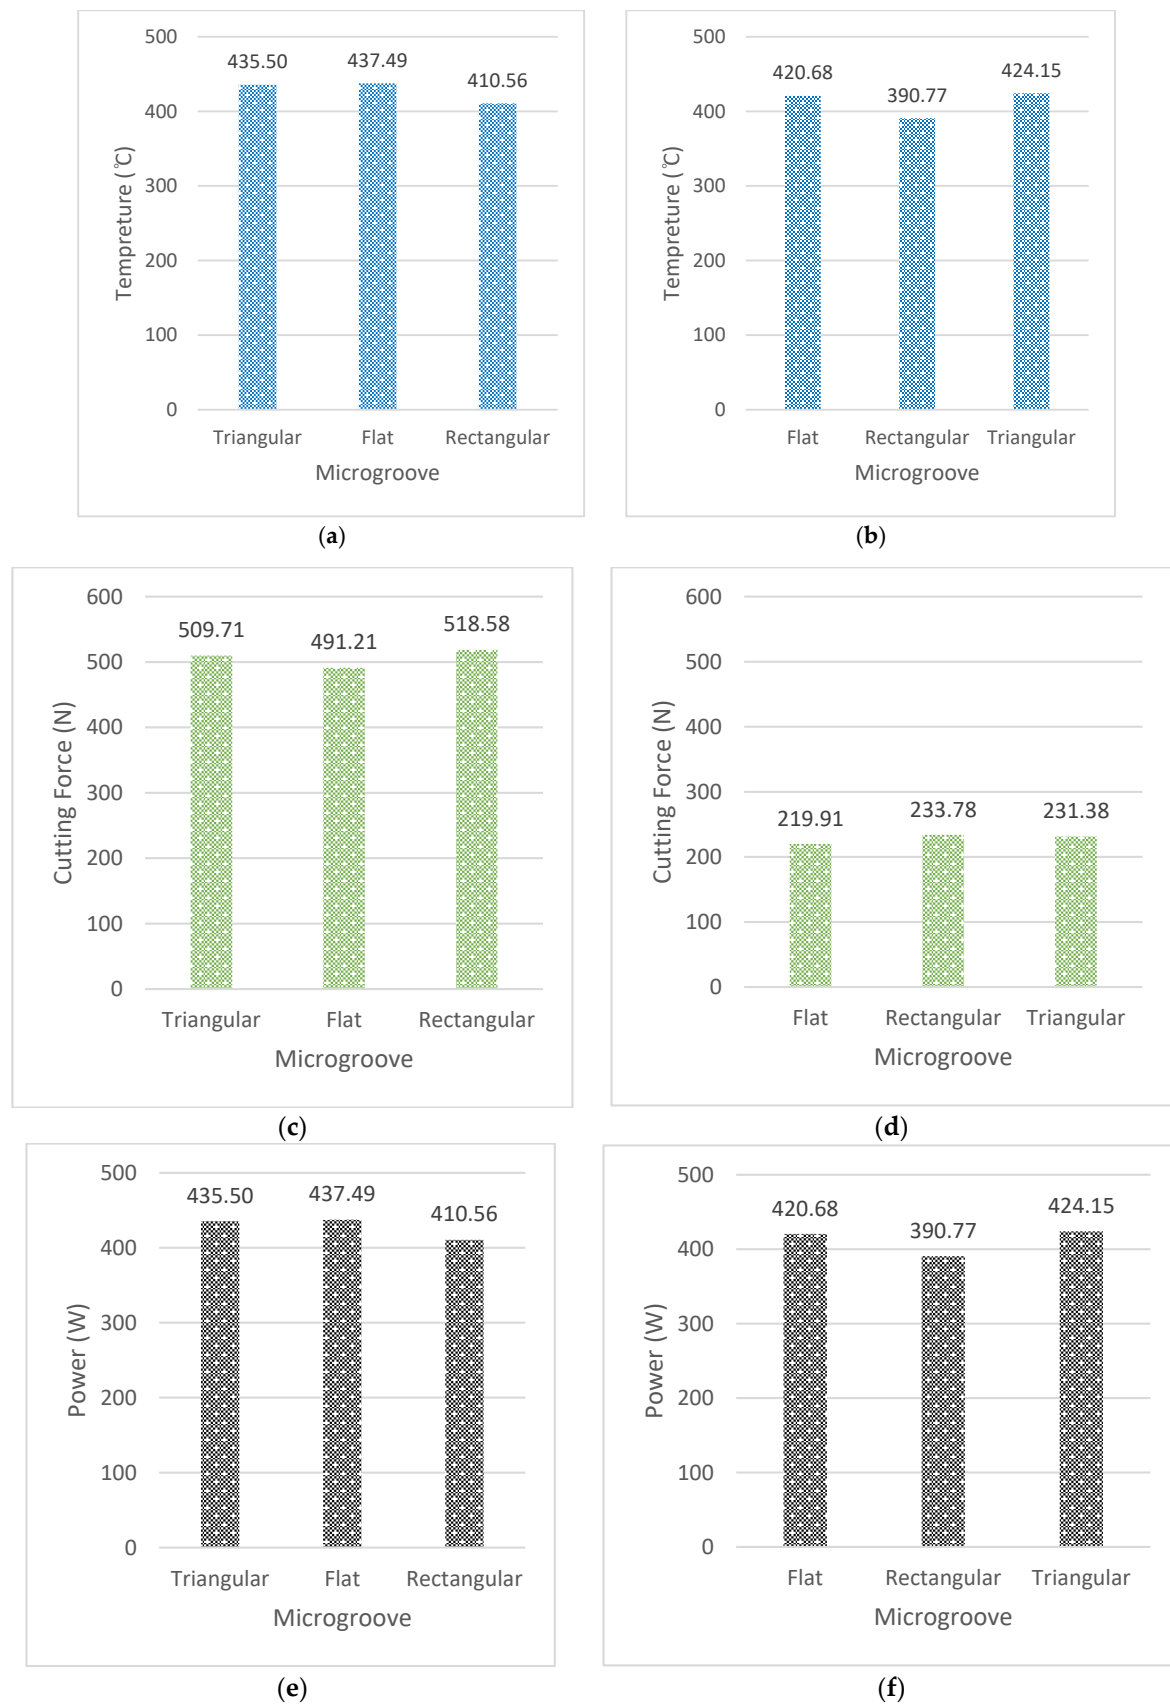 500
400
300
200
100
0
Tempreture (℃)
435.50
437.49
410.56
Triangular
Flat
Rectangular
Microgroove
(a)
500
400
300
200
100
0
Tempreture (℃)
420.68
390.77
424.15
Flat
Rectangular
Triangular
Microgroove
(b)
600
500
400
300
200
100
0
Cutting Force (N)
509.71
491.21
518.58
Triangular
Flat
Rectangular
Microgroove
(c)
600
500
400
300
200
100
0
Cutting Force (N)
219.91
233.78
231.38
Flat
Rectangular
Triangular
Microgroove
(d)
500
400
300
200
100
0
Power (W)
435.50
437.49
410.56
Triangular
Flat
Rectangular
Microgroove
(e)
500
400
300
200
100
0
Power (W)
420.68
390.77
424.15
Flat
Rectangular
Triangular
Microgroove
(f)